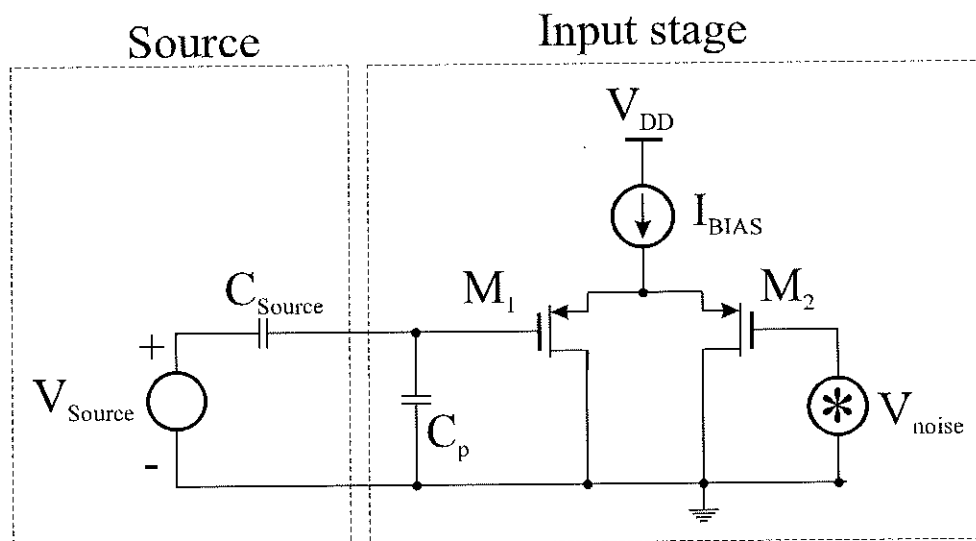 Source
Input stage
V_DD
I_BIAS
C_Source
M_1
M_2
+
V_Source
-
C_p
*
V_noise